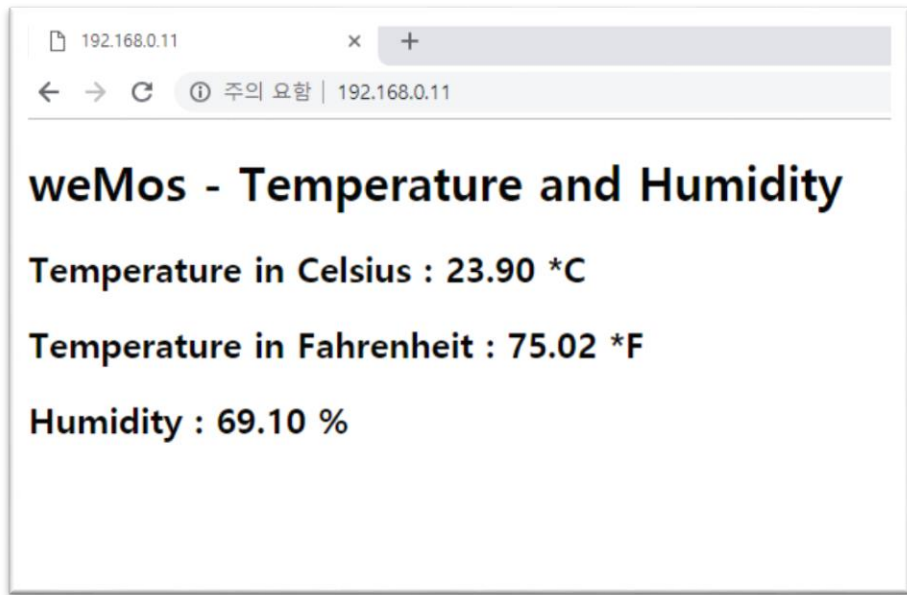 192.168.0.11
주의 요함 | 192.168.0.11
weMos - Temperature and Humidity
Temperature in Celsius : 23.90 *C
Temperature in Fahrenheit : 75.02 *F
Humidity : 69.10 %